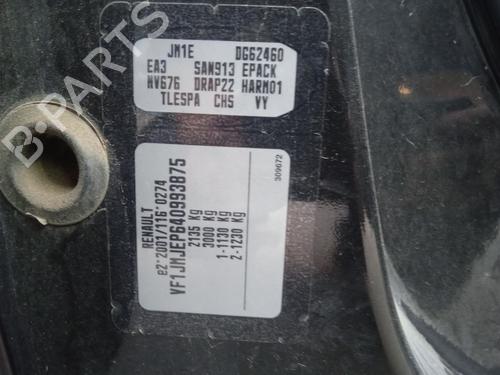 JM1E DG62460
EA3 SAN913 EPACK
NV676 DRAP22 HARM01
TLESPA CHS VY
RENAULT
e2*2001/116*0274
VF1JMJEP640993875
2135 Kg
3000 Kg
1-1130 Kg
2-1230 Kg
309672
B-PARTS